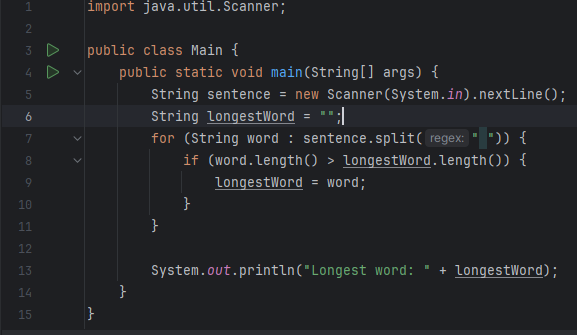 1 import java.util.Scanner;
2
3 public class Main {
4     public static void main(String[] args) {
5         String sentence = new Scanner(System.in).nextLine();
6         String longestWord = "";
7         for (String word : sentence.split( regex: " ")) {
8             if (word.length() > longestWord.length()) {
9                 longestWord = word;
10             }
11         }
12
13         System.out.println("Longest word: " + longestWord);
14     }
15 }